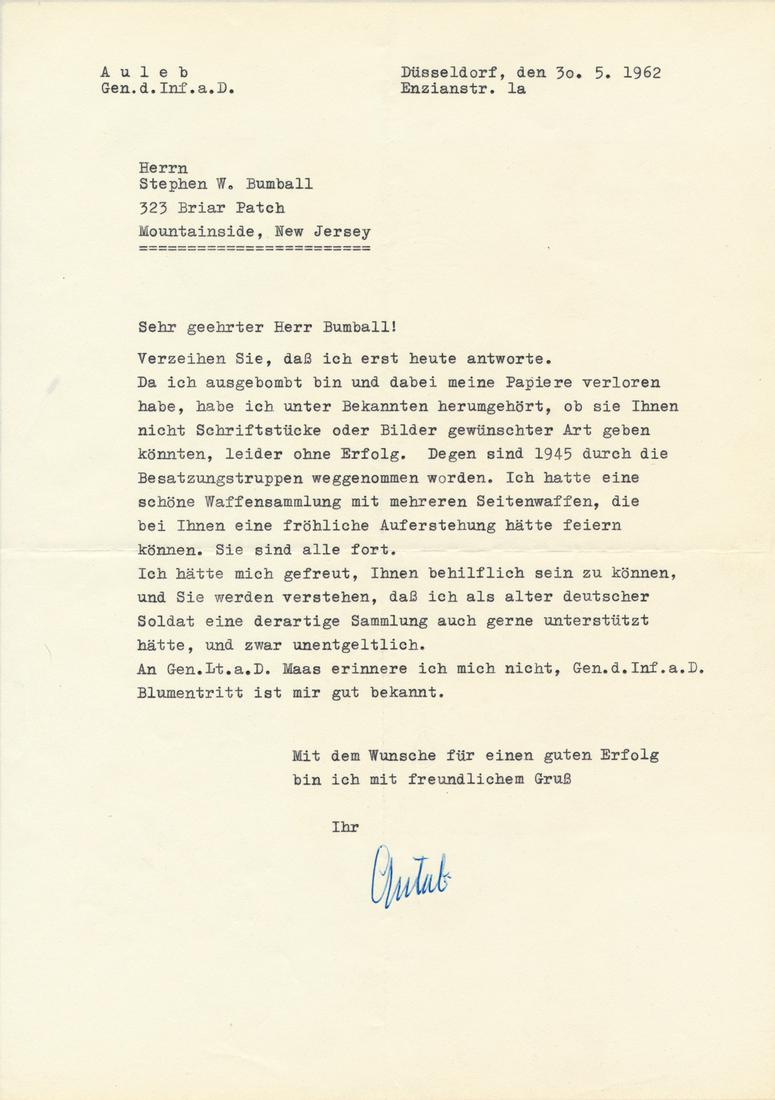 A u l e b
Gen.d.Inf.a.D.
Düsseldorf, den 3o. 5. 1962
Enzianstr. 1a
Herrn
Stephen W. Bumball
323 Briar Patch
Mountainside, New Jersey
========================
Sehr geehrter Herr Bumball!
Verzeihen Sie, daß ich erst heute antworte.
Da ich ausgebombt bin und dabei meine Papiere verloren
habe, habe ich unter Bekannten herumgehört, ob sie Ihnen
nicht Schriftstücke oder Bilder gewünschter Art geben
könnten, leider ohne Erfolg.  Degen sind 1945 durch die
Besatzungstruppen weggenommen worden. Ich hatte eine
schöne Waffensammlung mit mehreren Seitenwaffen, die
bei Ihnen eine fröhliche Auferstehung hätte feiern
können. Sie sind alle fort.
Ich hätte mich gefreut, Ihnen behilflich sein zu können,
und Sie werden verstehen, daß ich als alter deutscher
Soldat eine derartige Sammlung auch gerne unterstützt
hätte, und zwar unentgeltlich.
An Gen.Lt.a.D. Maas erinnere ich mich nicht, Gen.d.Inf.a.D.
Blumentritt ist mir gut bekannt.
Mit dem Wunsche für einen guten Erfolg
bin ich mit freundlichem Gruß
Ihr
Auleb